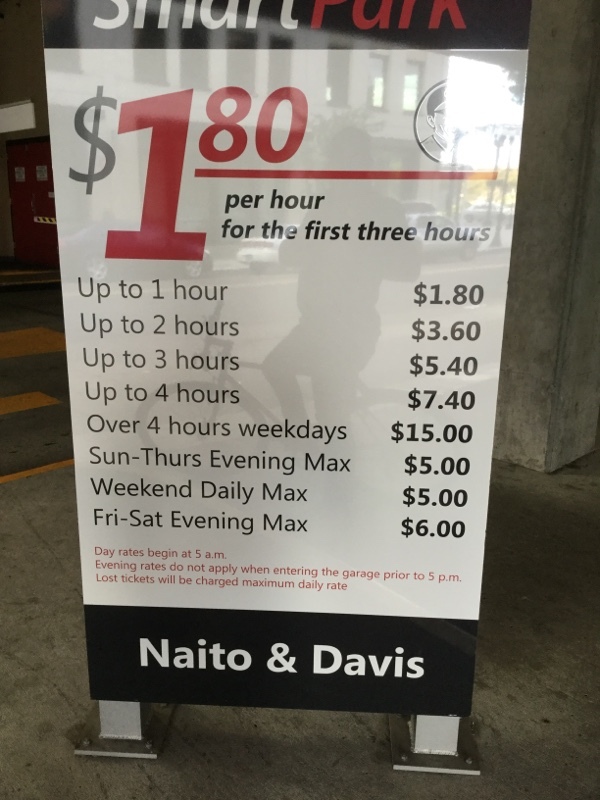 SmartPark
$1.80
per hour
for the first three hours
Up to 1 hour $1.80
Up to 2 hours $3.60
Up to 3 hours $5.40
Up to 4 hours $7.40
Over 4 hours weekdays $15.00
Sun-Thurs Evening Max $5.00
Weekend Daily Max $5.00
Fri-Sat Evening Max $6.00
Day rates begin at 5 a.m.
Evening rates do not apply when entering the garage prior to 5 p.m.
Lost tickets will be charged maximum daily rate
Naito & Davis